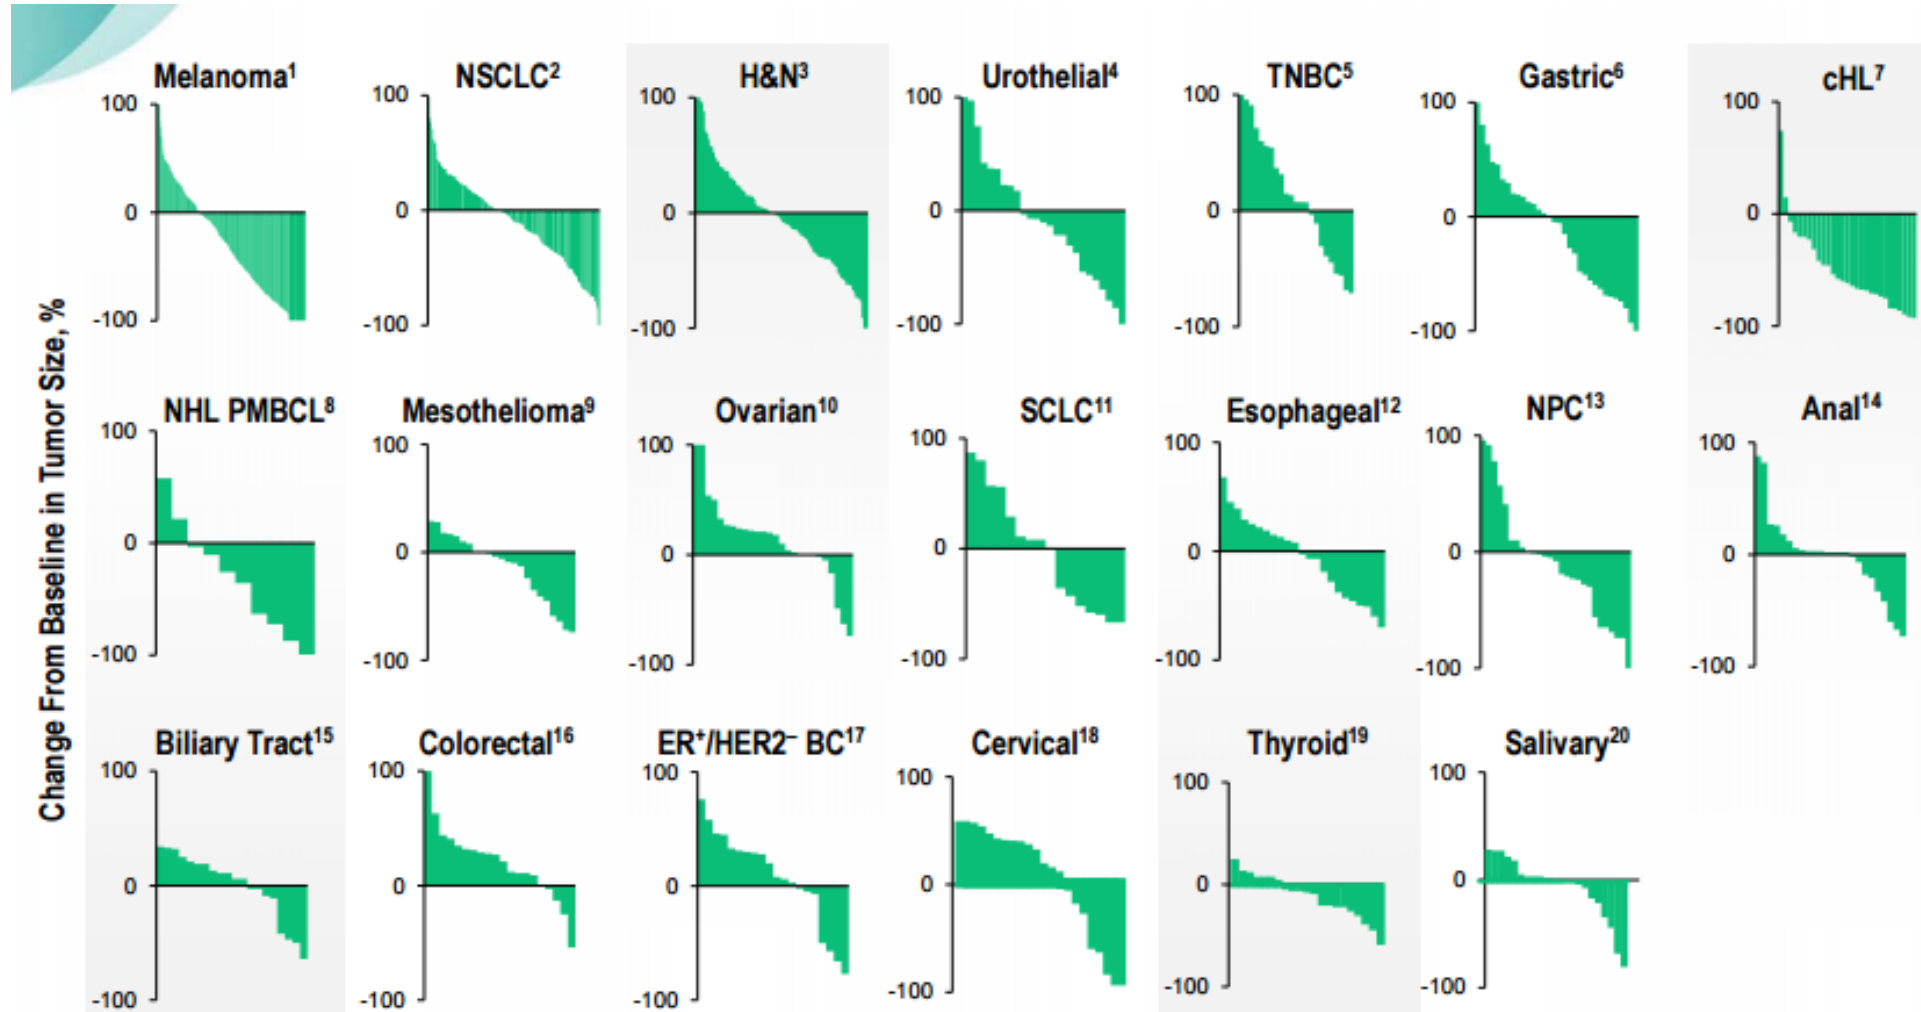 Change From Baseline in Tumor Size, %
Melanoma¹
100
0
-100
NSCLC²
100
0
-100
H&N³
100
0
-100
Urothelial⁴
100
0
-100
TNBC⁵
100
0
-100
Gastric⁶
100
0
-100
cHL⁷
100
0
-100
NHL PMBCL⁸
100
0
-100
Mesothelioma⁹
100
0
-100
Ovarian¹⁰
100
0
-100
SCLC¹¹
100
0
-100
Esophageal¹²
100
0
-100
NPC¹³
100
0
-100
Anal¹⁴
100
0
-100
Biliary Tract¹⁵
100
0
-100
Colorectal¹⁶
100
0
-100
ER⁺/HER2⁻ BC¹⁷
100
0
-100
Cervical¹⁸
100
0
-100
Thyroid¹⁹
100
0
-100
Salivary²⁰
100
0
-100